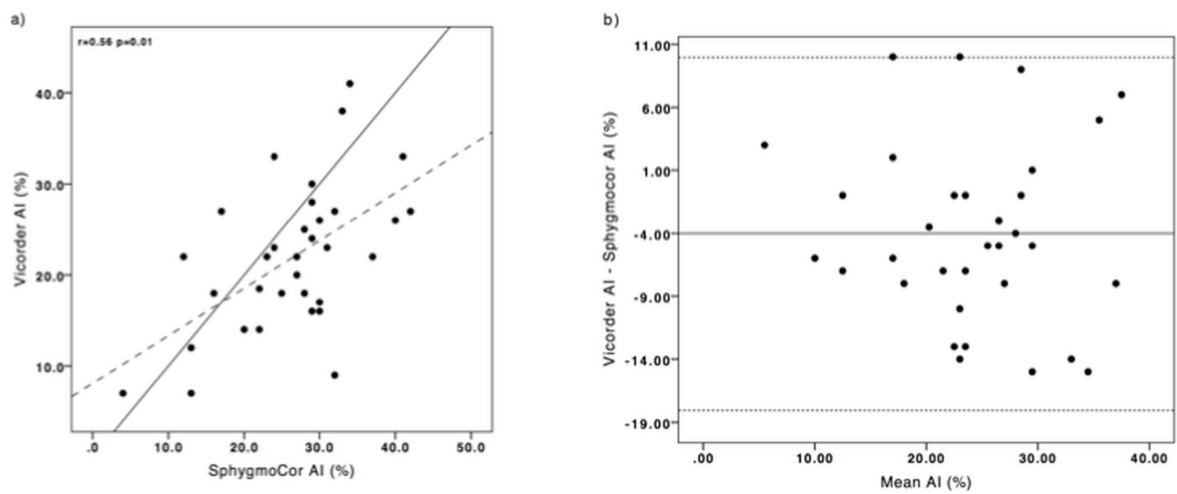 a)
r=0.56 p=0.01
Vicorder AI (%)
40.0
30.0
20.0
10.0
.0 10.0 20.0 30.0 40.0 50.0
SphygmoCor AI (%)
b)
Vicorder AI - Sphygmocor AI (%)
11.00
6.00
1.00
-4.00
-9.00
-14.00
-19.00
.00 10.00 20.00 30.00 40.00
Mean AI (%)